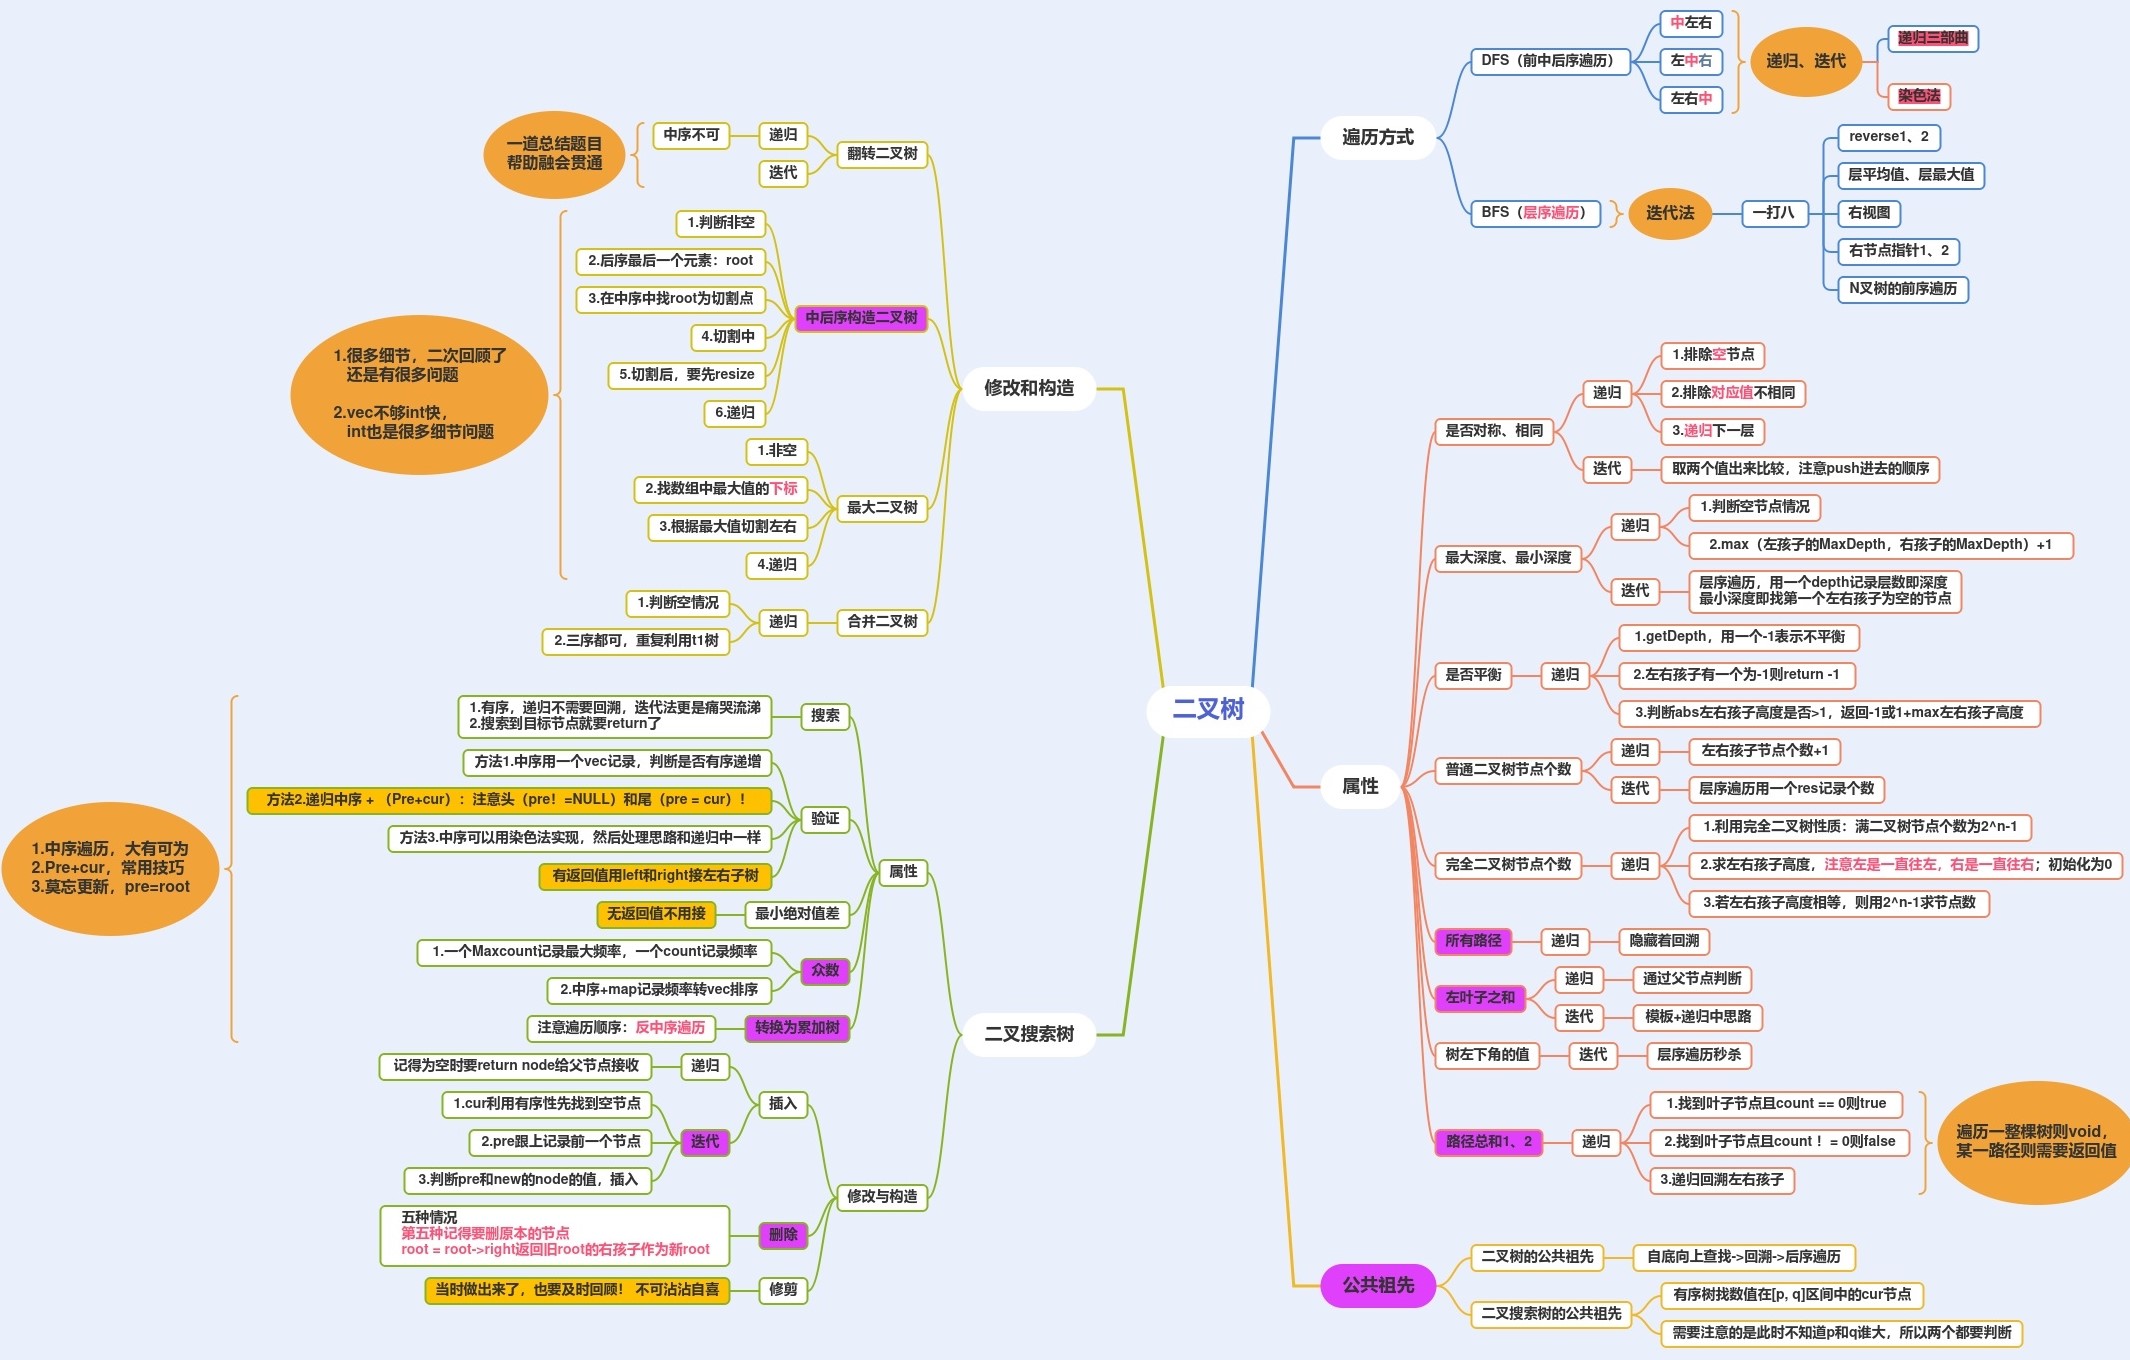 二叉树
遍历方式
DFS（前中后序遍历）
中左右
左中右
左右中
递归、迭代
递归三部曲
染色法
BFS（层序遍历）
迭代法
一打八
reverse1、2
层平均值、层最大值
右视图
右节点指针1、2
N叉树的前序遍历
属性
是否对称、相同
递归
1.排除空节点
2.排除对应值不相同
3.递归下一层
迭代
取两个值出来比较，注意push进去的顺序
最大深度、最小深度
递归
1.判断空节点情况
2.max（左孩子的MaxDepth，右孩子的MaxDepth）+1
迭代
层序遍历，用一个depth记录层数即深度
最小深度即找第一个左右孩子为空的节点
是否平衡
递归
1.getDepth，用一个-1表示不平衡
2.左右孩子有一个为-1则return -1
3.判断abs左右孩子高度是否>1，返回-1或1+max左右孩子高度
普通二叉树节点个数
递归
左右孩子节点个数+1
迭代
层序遍历用一个res记录个数
完全二叉树节点个数
递归
1.利用完全二叉树性质：满二叉树节点个数为2^n-1
2.求左右孩子高度，注意左是一直往左，右是一直往右；初始化为0
3.若左右孩子高度相等，则用2^n-1求节点数
所有路径
递归
隐藏着回溯
左叶子之和
递归
通过父节点判断
迭代
模板+递归中思路
树左下角的值
迭代
层序遍历秒杀
路径总和1、2
递归
1.找到叶子节点且count == 0则true
2.找到叶子节点且count！= 0则false
3.递归回溯左右孩子
遍历一整棵树则void，
某一路径则需要返回值
公共祖先
二叉树的公共祖先
自底向上查找->回溯->后序遍历
二叉搜索树的公共祖先
有序树找数值在[p, q]区间中的cur节点
需要注意的是此时不知道p和q谁大，所以两个都要判断
修改和构造
翻转二叉树
递归
中序不可
迭代
一道总结题目
帮助融会贯通
中后序构造二叉树
1.判断非空
2.后序最后一个元素：root
3.在中序中找root为切割点
4.切割中
5.切割后，要先resize
6.递归
最大二叉树
1.非空
2.找数组中最大值的下标
3.根据最大值切割左右
4.递归
1.很多细节，二次回顾了
还是有很多问题
2.vec不够int快，
int也是很多细节问题
合并二叉树
递归
1.判断空情况
2.三序都可，重复利用t1树
二叉搜索树
属性
搜索
1.有序，递归不需要回溯，迭代法更是痛哭流涕
2.搜索到目标节点就要return了
验证
方法1.中序用一个vec记录，判断是否有序递增
方法2.递归中序 + （Pre+cur）：注意头（pre！=NULL）和尾（pre = cur）！
方法3.中序可以用染色法实现，然后处理思路和递归中一样
有返回值用left和right接左右子树
最小绝对值差
无返回值不用接
众数
1.一个Maxcount记录最大频率，一个count记录频率
2.中序+map记录频率转vec排序
转换为累加树
注意遍历顺序：反中序遍历
1.中序遍历，大有可为
2.Pre+cur，常用技巧
3.莫忘更新，pre=root
修改与构造
插入
递归
记得为空时要return node给父节点接收
迭代
1.cur利用有序性先找到空节点
2.pre跟上记录前一个节点
3.判断pre和new的node的值，插入
删除
五种情况
第五种记得要删原本的节点
root = root->right返回旧root的右孩子作为新root
修剪
当时做出来了，也要及时回顾！ 不可沾沾自喜